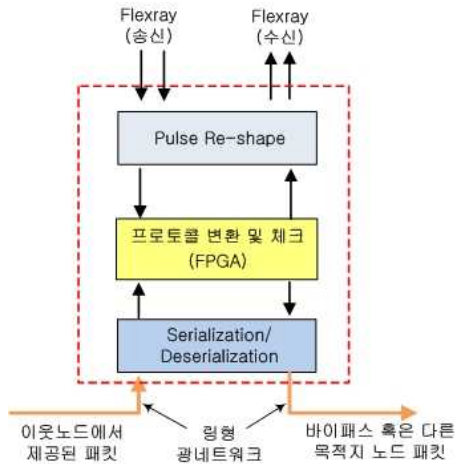 Flexray
(송신)
Flexray
(수신)
Pulse Re-shape
프로토콜 변환 및 체크
(FPGA)
Serialization/
Deserialization
이웃노드에서
제공된 패킷
링형
광네트워크
바이패스 혹은 다른
목적지 노드 패킷